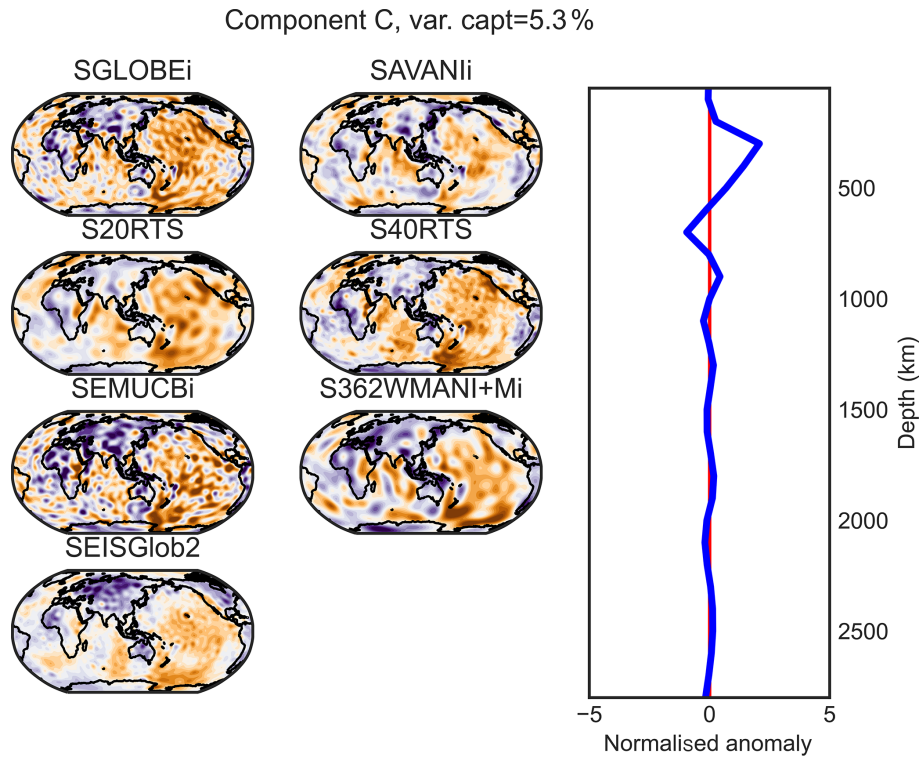 Component C, var. capt=5.3 %
SGLOBEi
SAVANIi
S20RTS
S40RTS
SEMUCBi
S362WMANI+Mi
SEISGlob2
500
1000
1500
2000
2500
Depth (km)
−5
0
5
Normalised anomaly